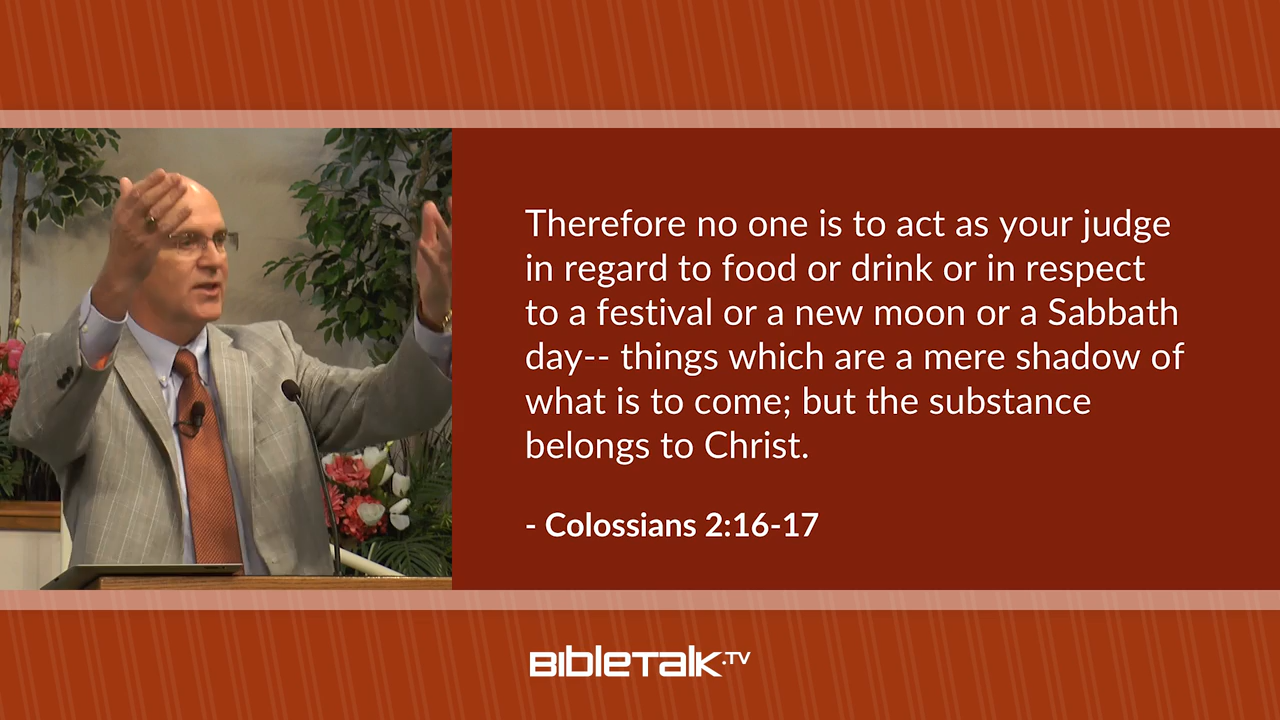 Therefore no one is to act as your judge
in regard to food or drink or in respect
to a festival or a new moon or a Sabbath
day-- things which are a mere shadow of
what is to come; but the substance
belongs to Christ.
- Colossians 2:16-17
BibleTalk.TV